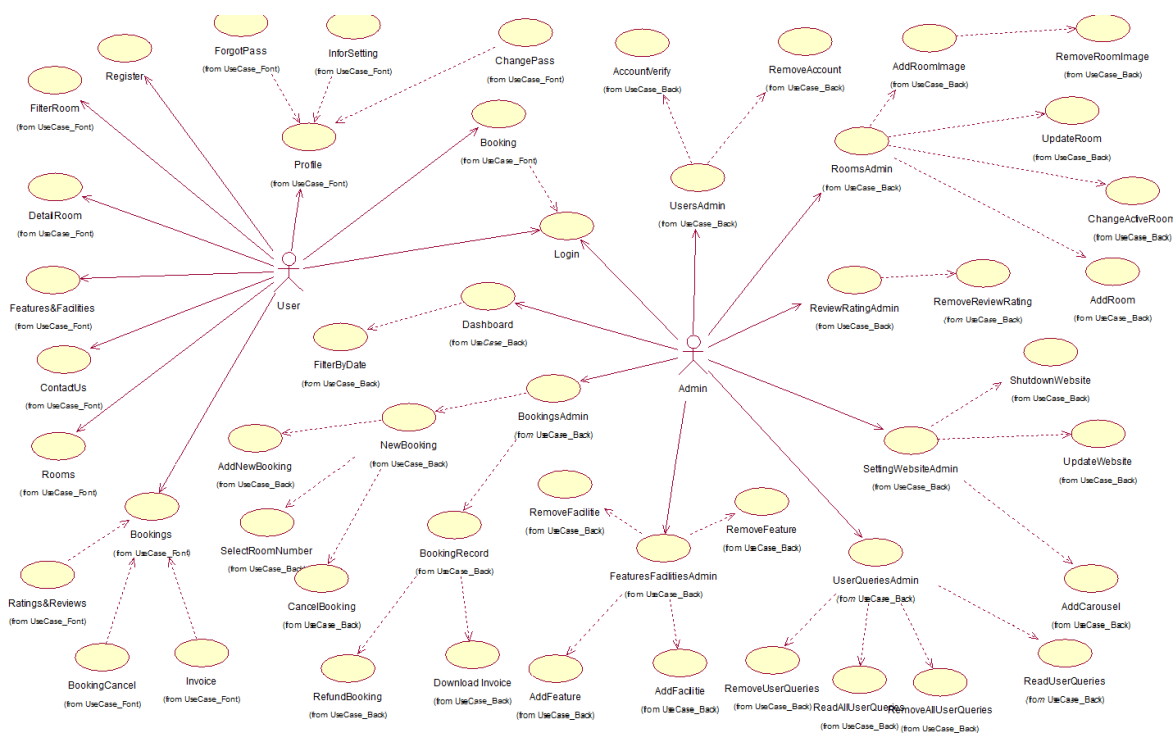 ForgotPass
(from UseCase_Font)
InforSetting
(from UseCase_Font)
ChangePass
(from UseCase_Font)
Register
(from UseCase_Font)
FilterRoom
(from UseCase_Font)
Profile
(from UseCase_Font)
Booking
(from UseCase_Font)
AccountVerify
(from UseCase_Back)
RemoveAccount
(from UseCase_Back)
AddRoomImage
(from UseCase_Back)
RemoveRoomImage
(from UseCase_Back)
RoomsAdmin
(from UseCase_Back)
UpdateRoom
(from UseCase_Back)
DetailRoom
(from UseCase_Font)
UsersAdmin
(from UseCase_Back)
ChangeActiveRoom
(from UseCase_Back)
Login
User
Features&Facilities
(from UseCase_Font)
Dashboard
(from UseCase_Back)
ReviewRatingAdmin
(from UseCase_Back)
RemoveReviewRating
(from UseCase_Back)
AddRoom
(from UseCase_Back)
FilterByDate
(from UseCase_Back)
Admin
ContactUs
(from UseCase_Font)
ShutdownWebsite
(from UseCase_Back)
BookingsAdmin
(from UseCase_Back)
NewBooking
(from UseCase_Back)
AddNewBooking
(from UseCase_Back)
Rooms
(from UseCase_Font)
SettingWebsiteAdmin
(from UseCase_Back)
UpdateWebsite
(from UseCase_Back)
Bookings
(from UseCase_Font)
SelectRoomNumber
(from UseCase_Back)
BookingRecord
(from UseCase_Back)
RemoveFacilitie
(from UseCase_Back)
RemoveFeature
(from UseCase_Back)
FeaturesFacilitiesAdmin
(from UseCase_Back)
UserQueriesAdmin
(from UseCase_Back)
Ratings&Reviews
(from UseCase_Font)
CancelBooking
(from UseCase_Back)
AddCarousel
(from UseCase_Back)
BookingCancel
(from UseCase_Font)
Invoice
(from UseCase_Font)
RefundBooking
(from UseCase_Back)
Download Invoice
(from UseCase_Back)
AddFeature
(from UseCase_Back)
AddFacilitie
(from UseCase_Back)
RemoveUserQueries
(from UseCase_Back)
ReadAllUserQueries
(from UseCase_Back)
RemoveAllUserQueries
(from UseCase_Back)
ReadUserQueries
(from UseCase_Back)